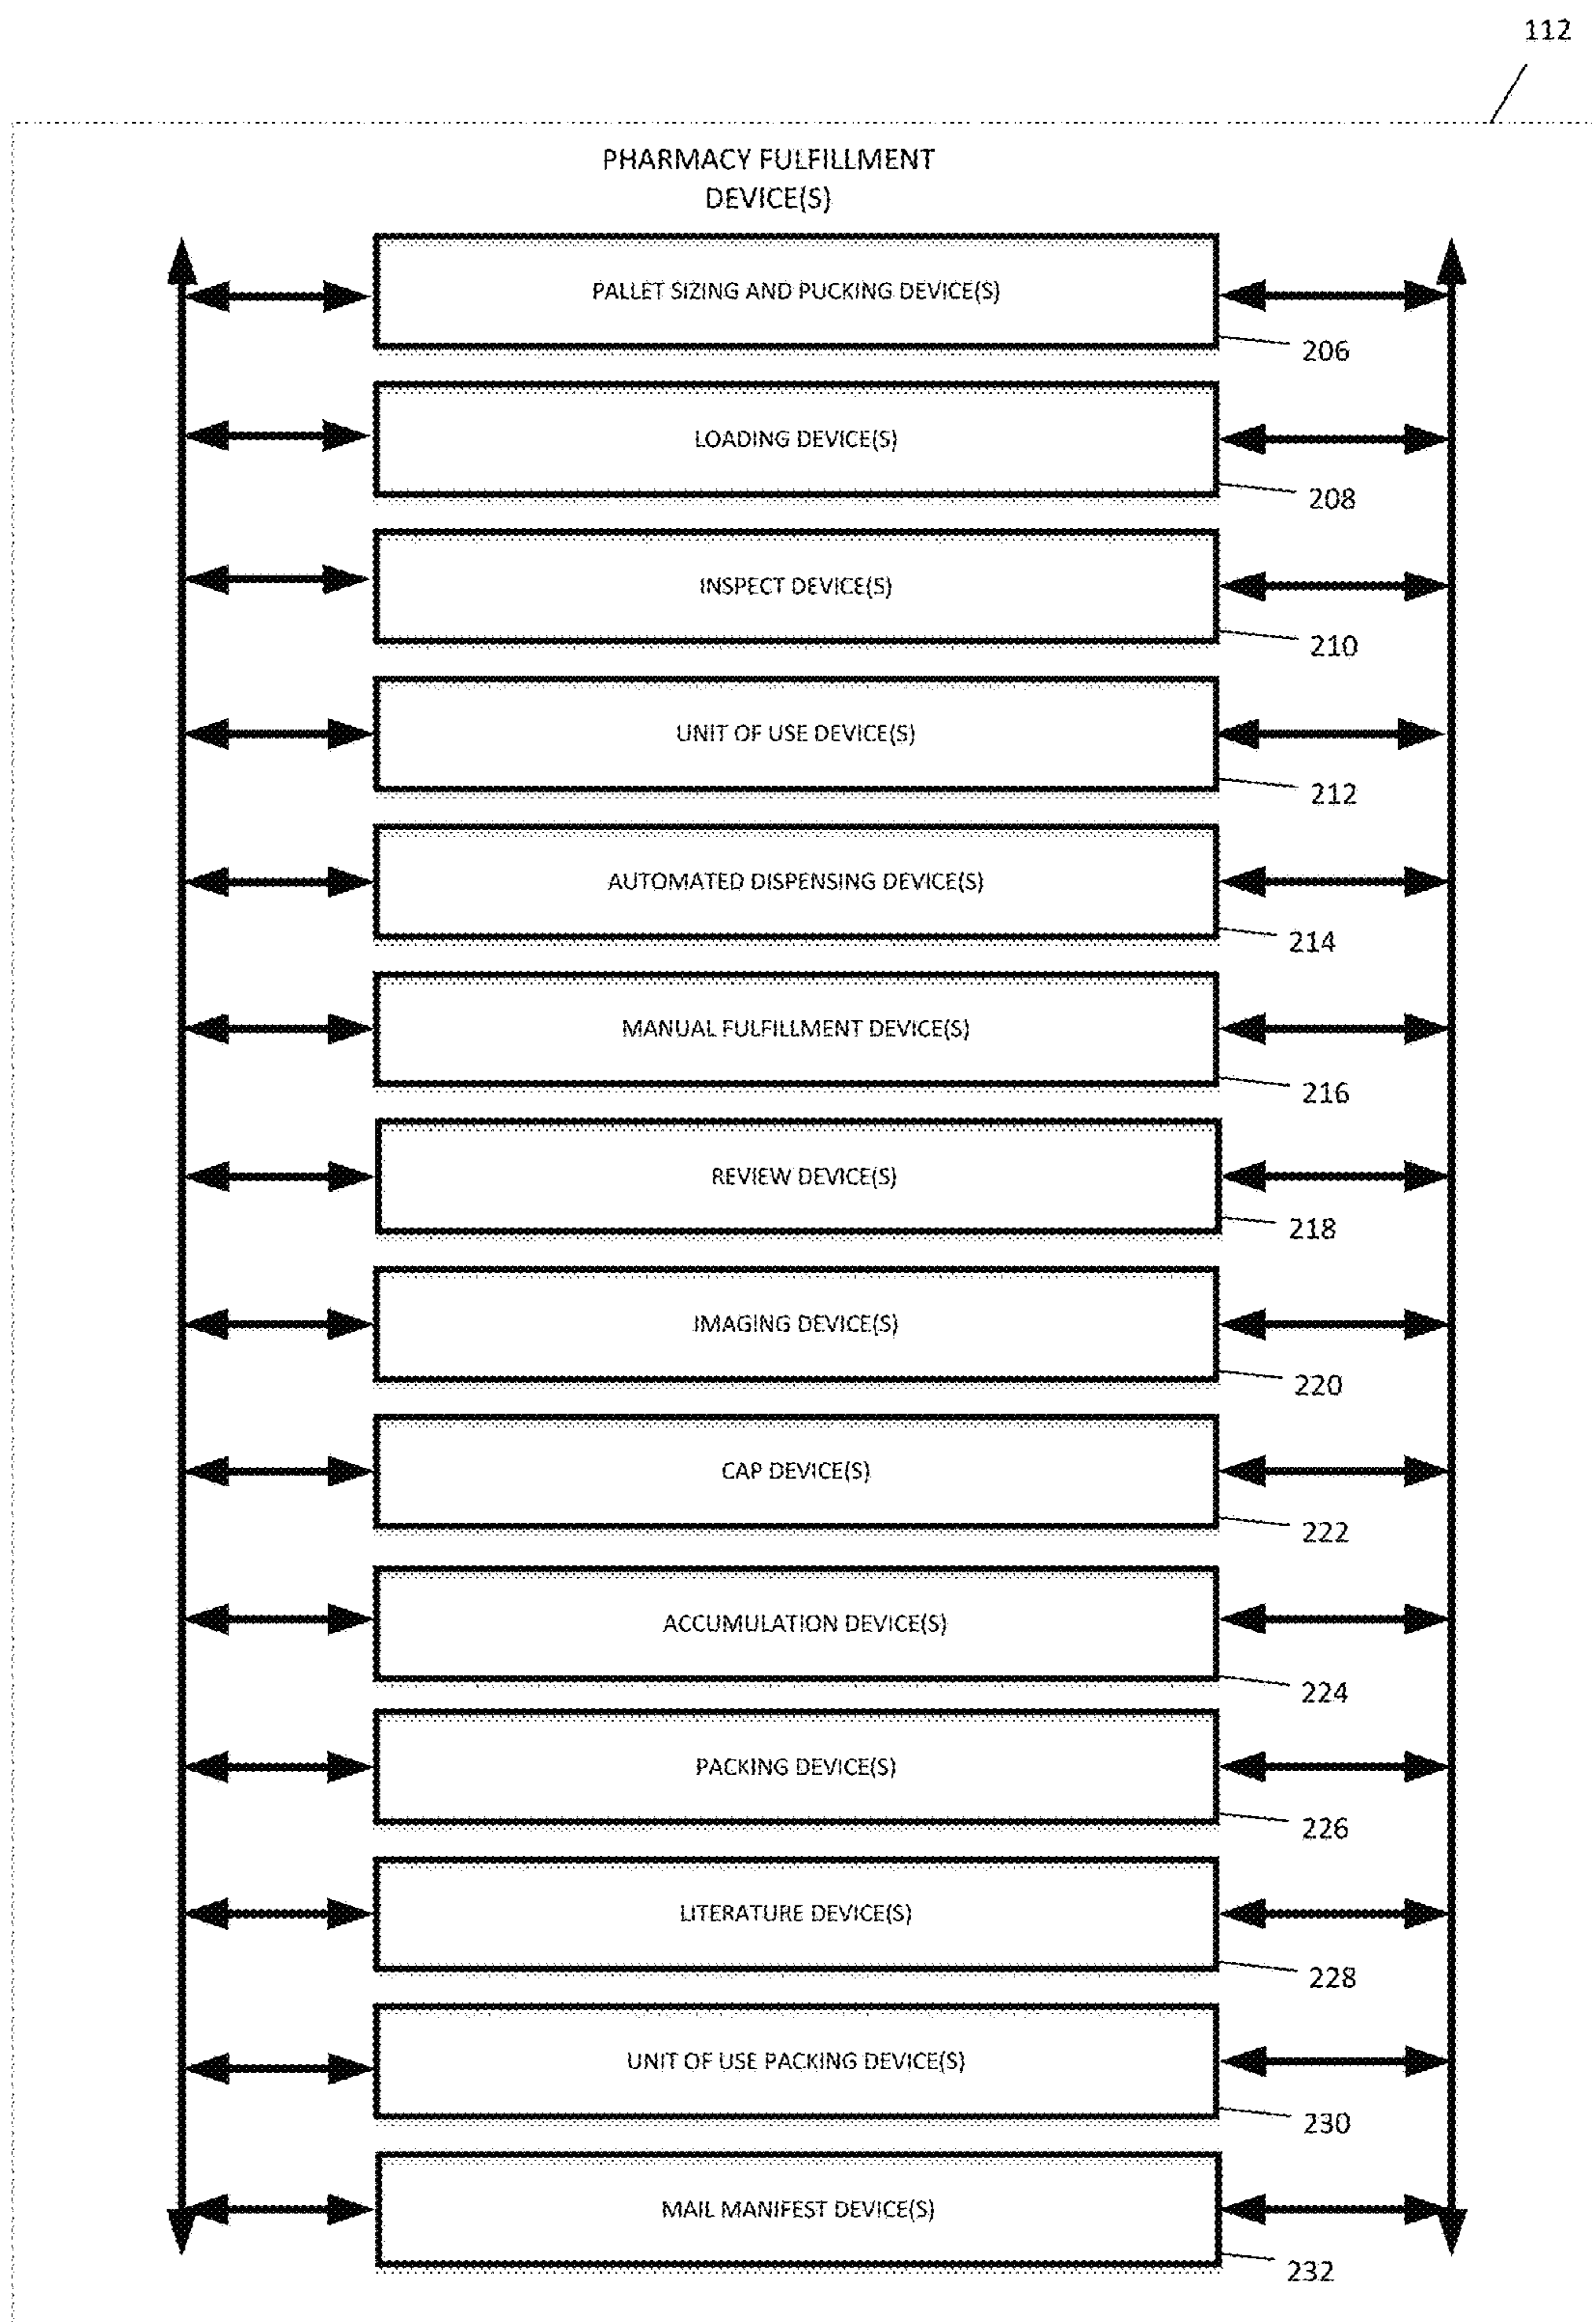 112
PHARMACY FULFILLMENT
DEVICE(S)
PALLET SIZING AND PUCKING DEVICE(S)
206
LOADING DEVICE(S)
208
INSPECT DEVICE(S)
210
UNIT OF USE DEVICE(S)
212
AUTOMATED DISPENSING DEVICE(S)
214
MANUAL FULFILLMENT DEVICE(S)
216
REVIEW DEVICE(S)
218
IMAGING DEVICE(S)
220
CAP DEVICE(S)
222
ACCUMULATION DEVICE(S)
224
PACKING DEVICE(S)
226
LITERATURE DEVICE(S)
228
UNIT OF USE PACKING DEVICE(S)
230
MAIL MANIFEST DEVICE(S)
232